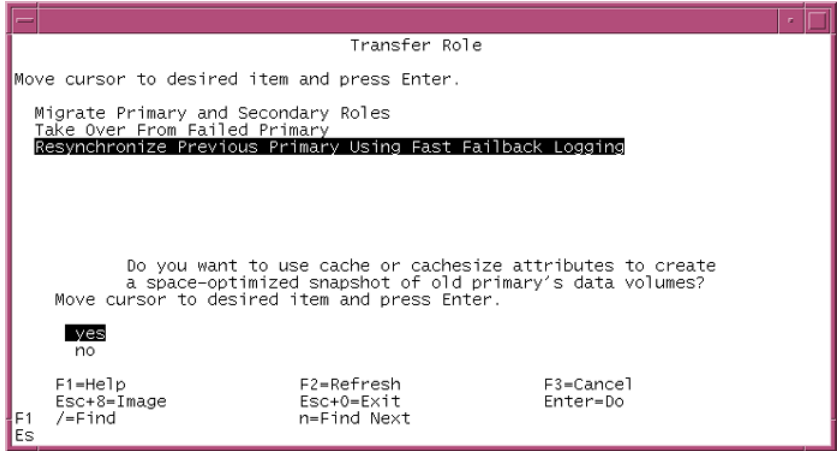 Transfer Role
Move cursor to desired item and press Enter.
Migrate Primary and Secondary Roles
Take Over From Failed Primary
Resynchronize Previous Primary Using Fast Failback Logging
Do you want to use cache or cachesize attributes to create
a space-optimized snapshot of old primary's data volumes?
Move cursor to desired item and press Enter.
yes
no
F1=Help F2=Refresh F3=Cancel
Esc+8=Image Esc+0=Exit Enter=Do
F1 /=Find n=Find Next
Es